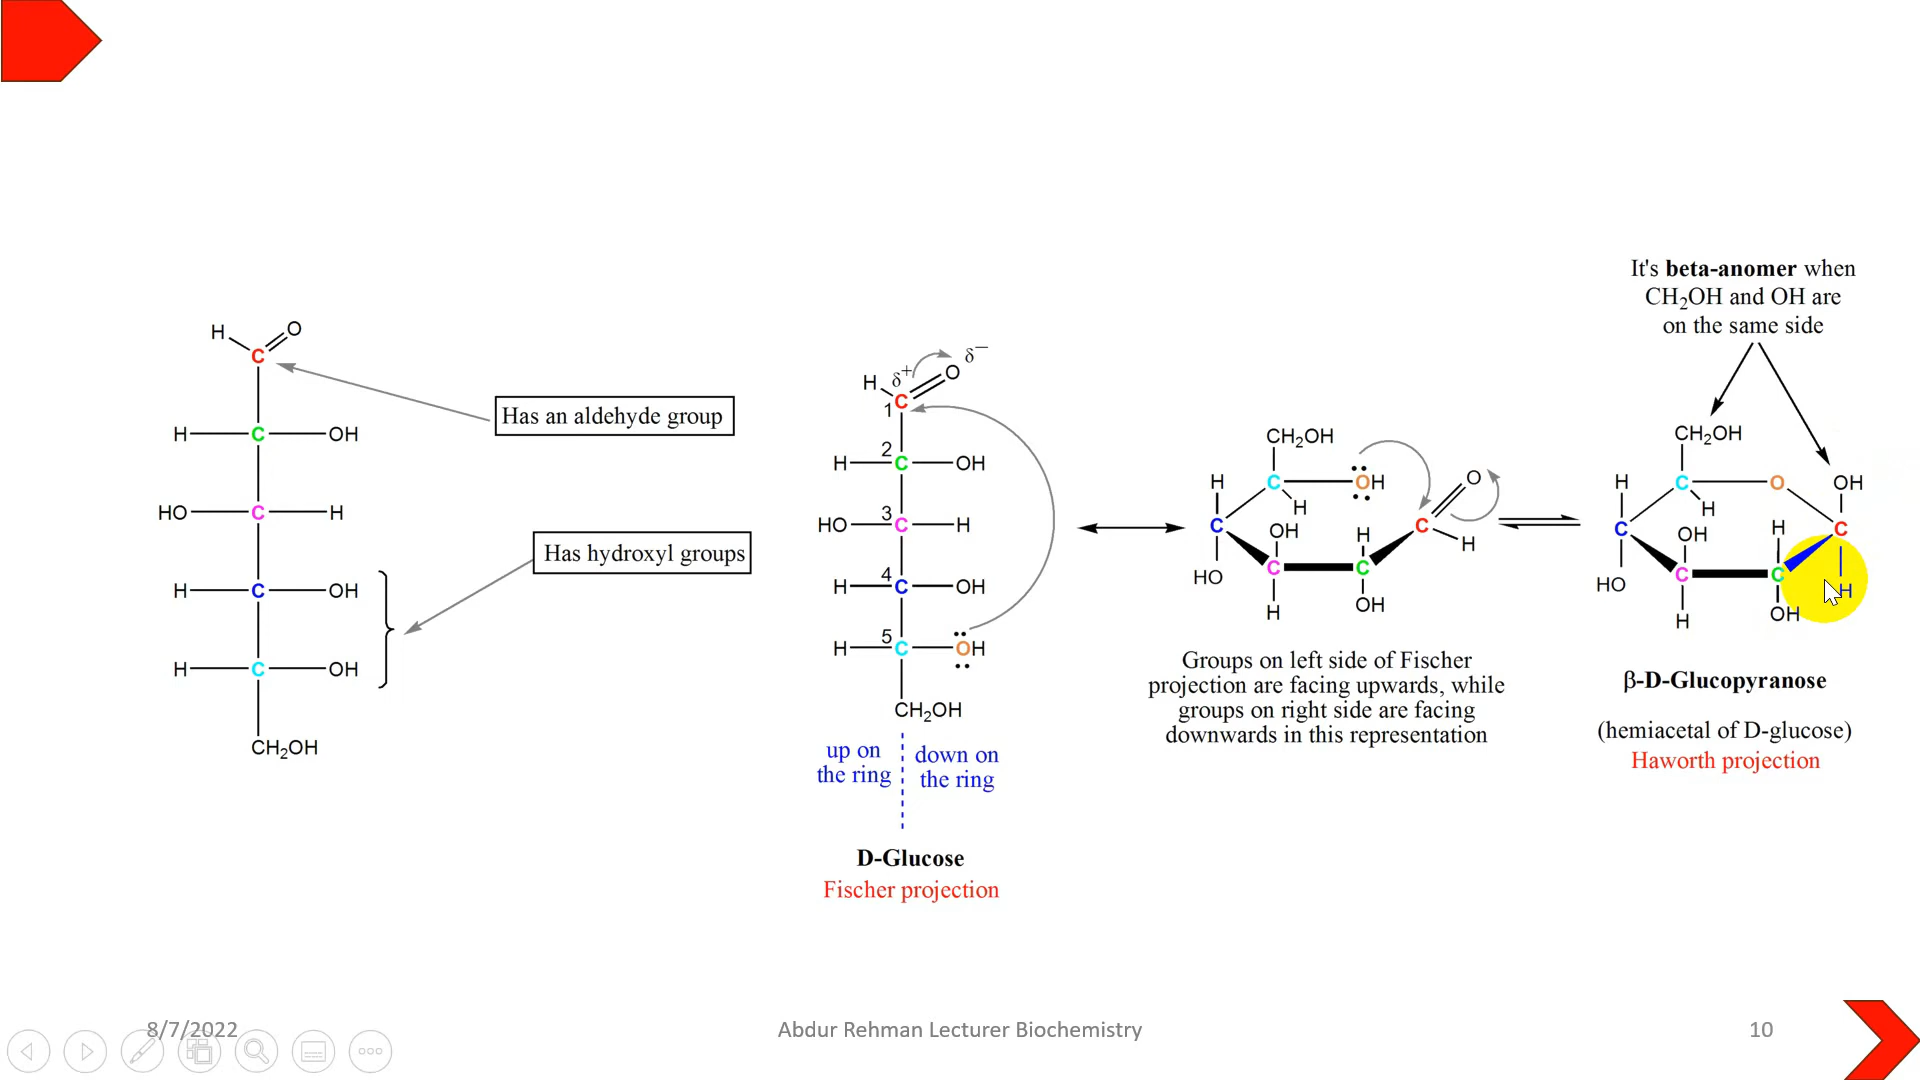 H O
C
H C OH
HO C H
H C OH
H C OH
CH₂OH
Has an aldehyde group
Has hydroxyl groups
δ⁺ δ⁻
H O
1 C
2
H C OH
3
HO C H
4
H C OH
5
H C OH
CH₂OH
up on
the ring
down on
the ring
D-Glucose
Fischer projection
CH₂OH
H C OH O
H
C OH H C
H
HO C C
H OH
Groups on left side of Fischer
projection are facing upwards, while
groups on right side are facing
downwards in this representation
It's beta-anomer when
CH₂OH and OH are
on the same side
CH₂OH
H C O OH
H
C OH H C
HO C C H
H OH
β-D-Glucopyranose
(hemiacetal of D-glucose)
Haworth projection
8/7/2022
Abdur Rehman Lecturer Biochemistry
10